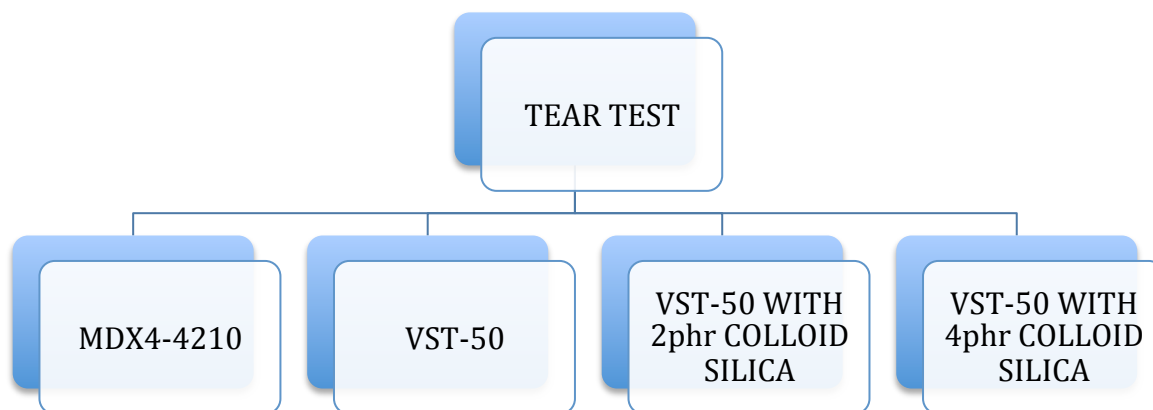 TEAR TEST
MDX4-4210
VST-50
VST-50 WITH
2phr COLLOID
SILICA
VST-50 WITH
4phr COLLOID
SILICA